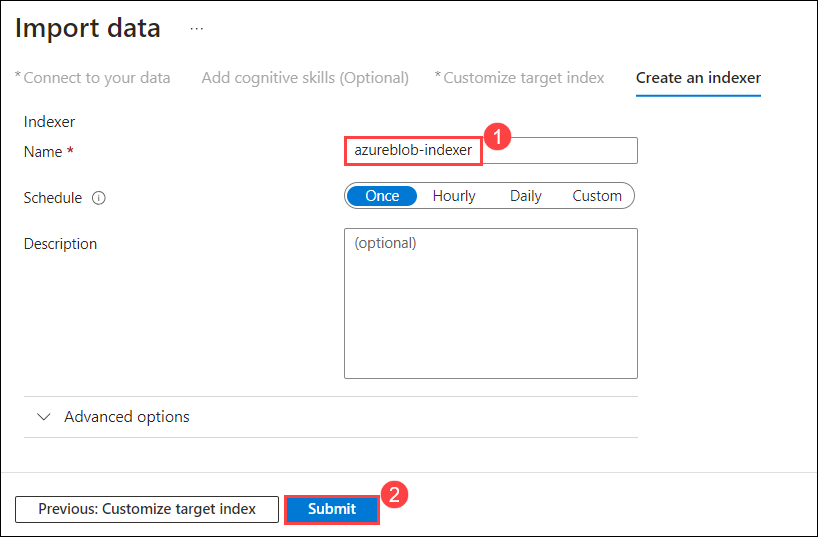 Import data ...
* Connect to your data Add cognitive skills (Optional) * Customize target index Create an indexer
Indexer
1
Name * azureblob-indexer
Schedule Once Hourly Daily Custom
Description (optional)
Advanced options
2
Previous: Customize target index Submit